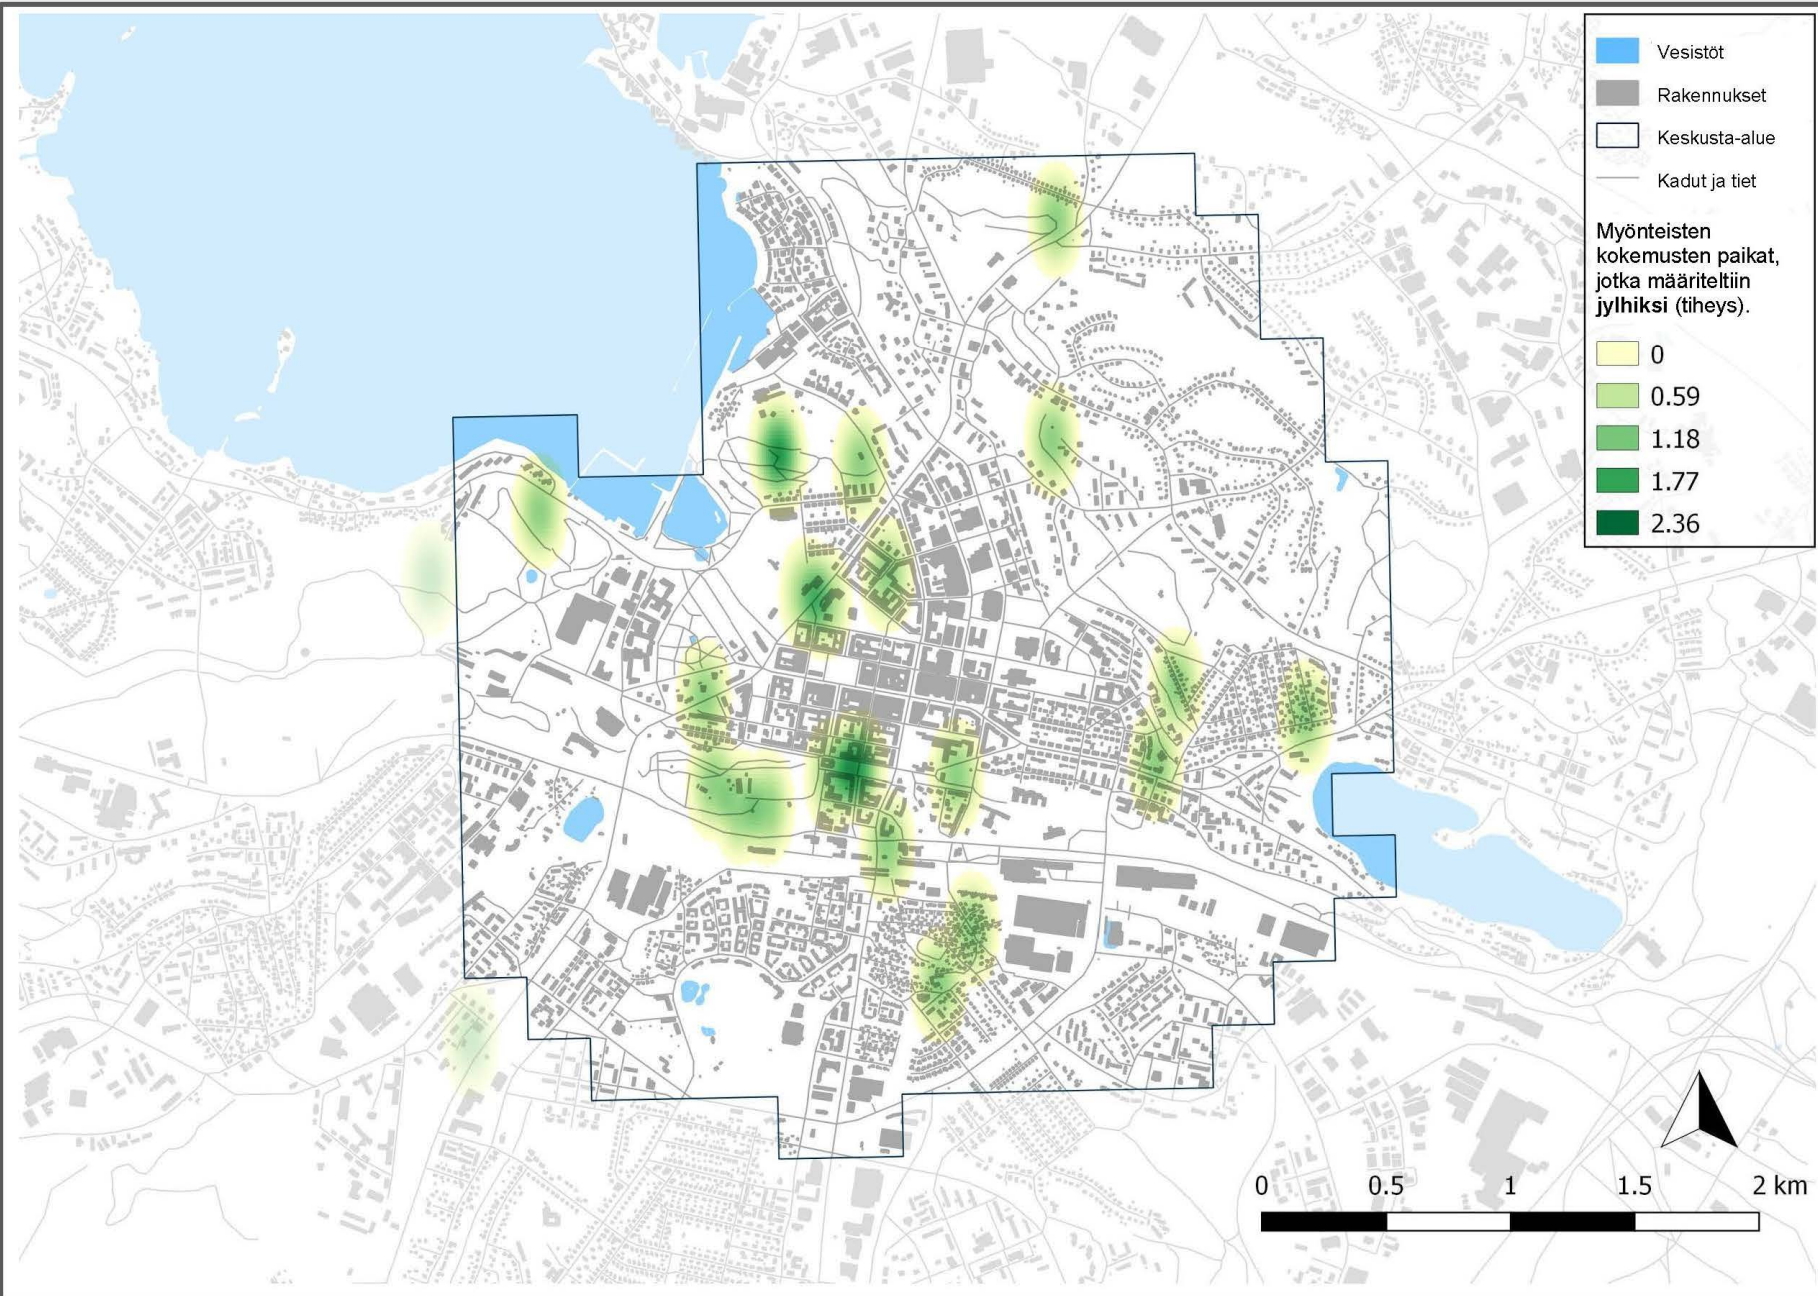 Vesistöt
Rakennukset
Keskusta-alue
Kadut ja tiet
Myönteisten
kokemusten paikat,
jotka määriteltiin
jylhiksi (tiheys).
0
0.59
1.18
1.77
2.36
0 0.5 1 1.5 2 km